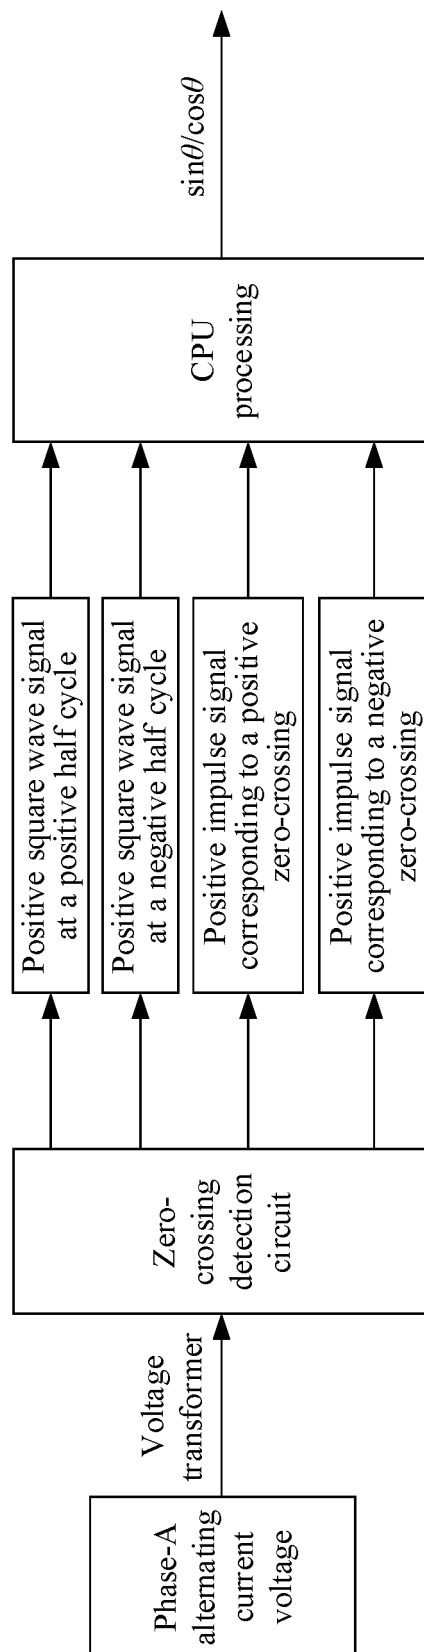 Phase-A
alternating
current
voltage
Voltage
transformer
Zero-
crossing
detection
circuit
Positive square wave signal
at a positive half cycle
Positive square wave signal
at a negative half cycle
Positive impulse signal
corresponding to a positive
zero-crossing
Positive impulse signal
corresponding to a negative
zero-crossing
CPU
processing
sinθ/cosθ